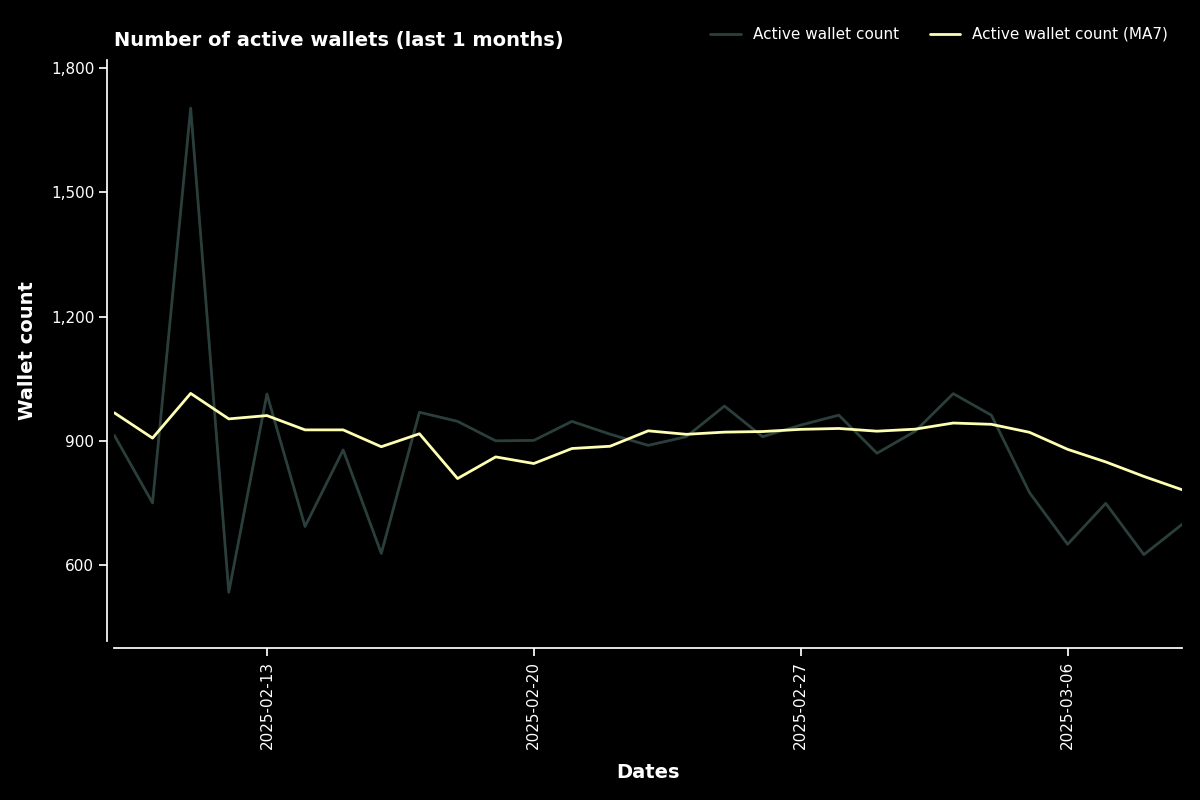 Number of active wallets (last 1 months)
Active wallet count
Active wallet count (MA7)
Wallet count
1,800
1,500
1,200
900
600
2025-02-13
2025-02-20
2025-02-27
2025-03-06
Dates